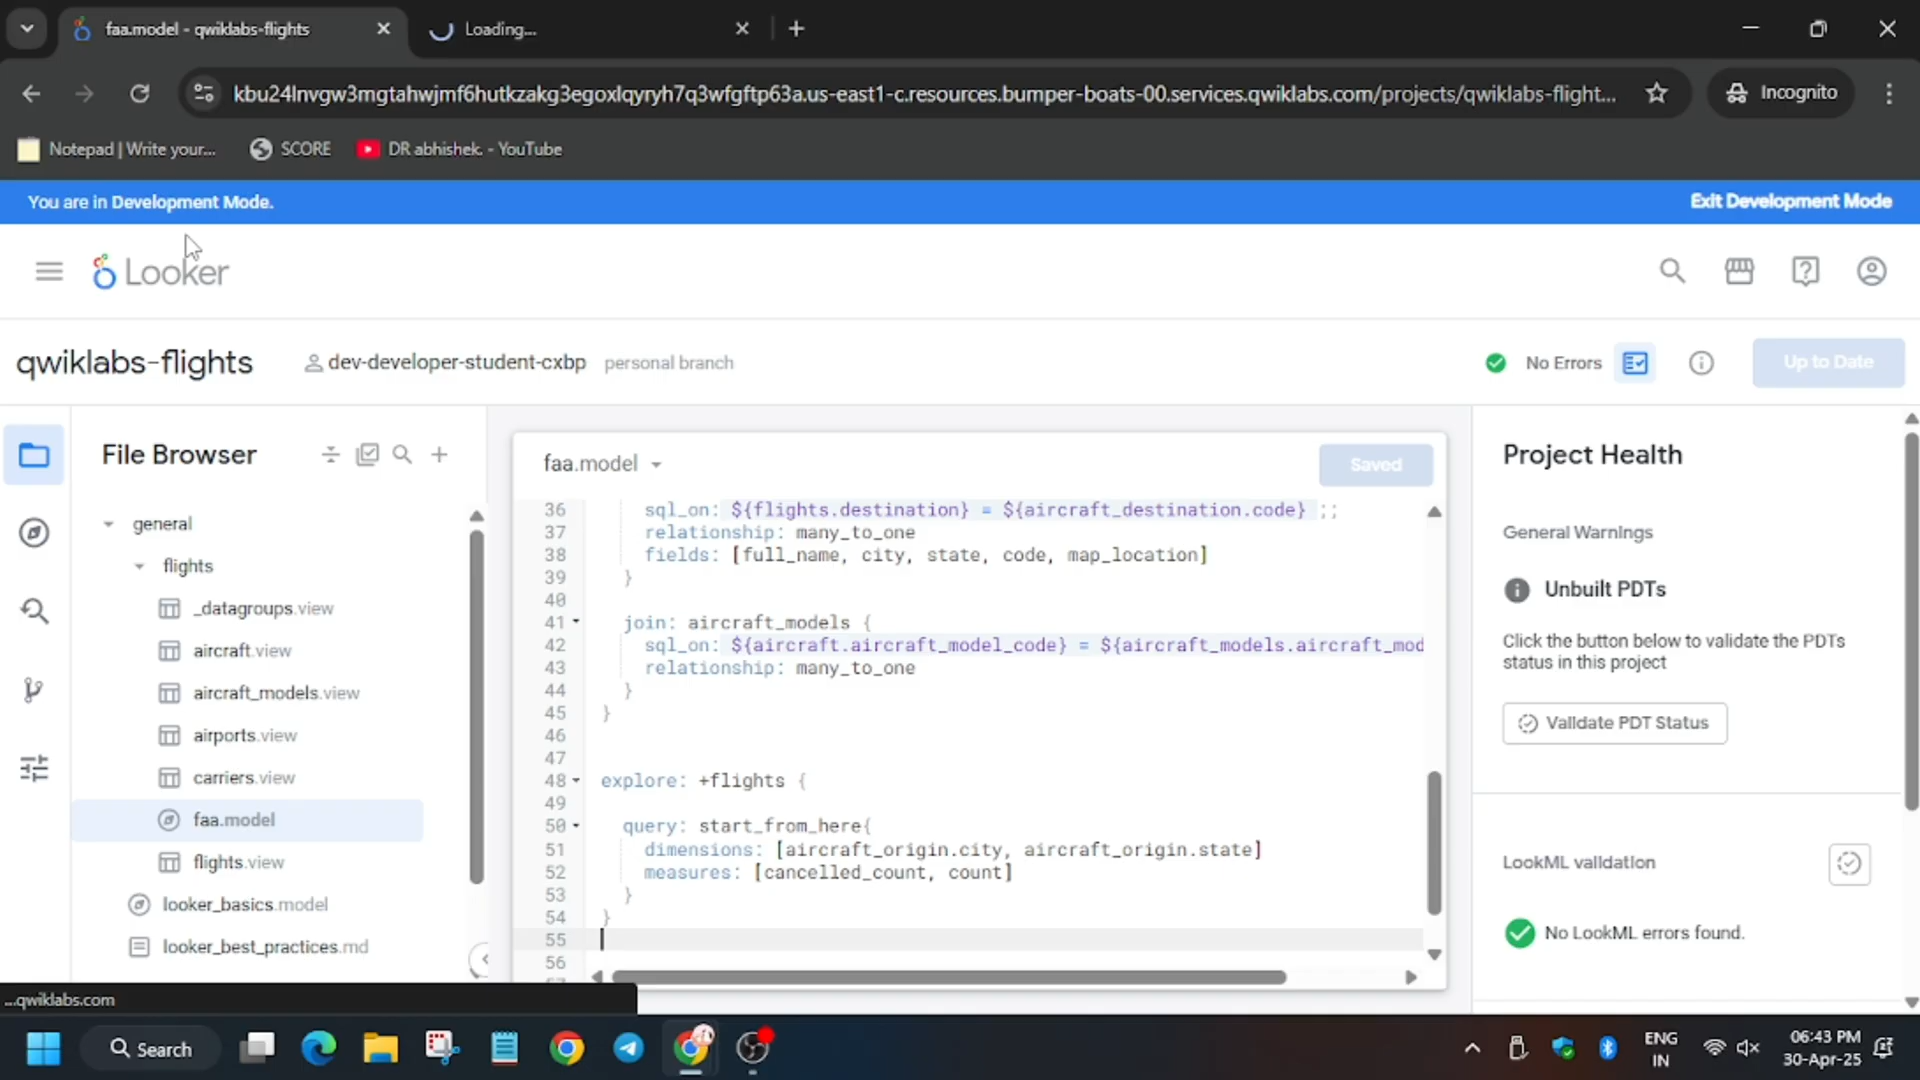 faa.model - qwiklabs-flights
Loading...
kbu24lnvgw3mgtahwjmf6hutkzakg3egoxlqyryh7q3wfgftp63a.us-east1-c.resources.bumper-boats-00.services.qwiklabs.com/projects/qwiklabs-flight...
Incognito
Notepad | Write your...
SCORE
DR abhishek. - YouTube
You are in Development Mode.
Exit Development Mode
Looker
qwiklabs-flights
dev-developer-student-cxbp personal branch
No Errors
Up to Date
File Browser
general
flights
_datagroups.view
aircraft.view
aircraft_models.view
airports.view
carriers.view
faa.model
flights.view
looker_basics.model
looker_best_practices.md
...qwiklabs.com
faa.model
Saved
36 sql_on: ${flights.destination} = ${aircraft_destination.code} ;;
37 relationship: many_to_one
38 fields: [full_name, city, state, code, map_location]
39 }
40
41 join: aircraft_models {
42 sql_on: ${aircraft.aircraft_model_code} = ${aircraft_models.aircraft_mod
43 relationship: many_to_one
44 }
45 }
46
47
48 explore: +flights {
49
50 query: start_from_here{
51 dimensions: [aircraft_origin.city, aircraft_origin.state]
52 measures: [cancelled_count, count]
53 }
54 }
55
56
Project Health
General Warnings
Unbuilt PDTs
Click the button below to validate the PDTs
status in this project
Validate PDT Status
LookML validation
No LookML errors found.
Search
ENG
IN
06:43 PM
30-Apr-25